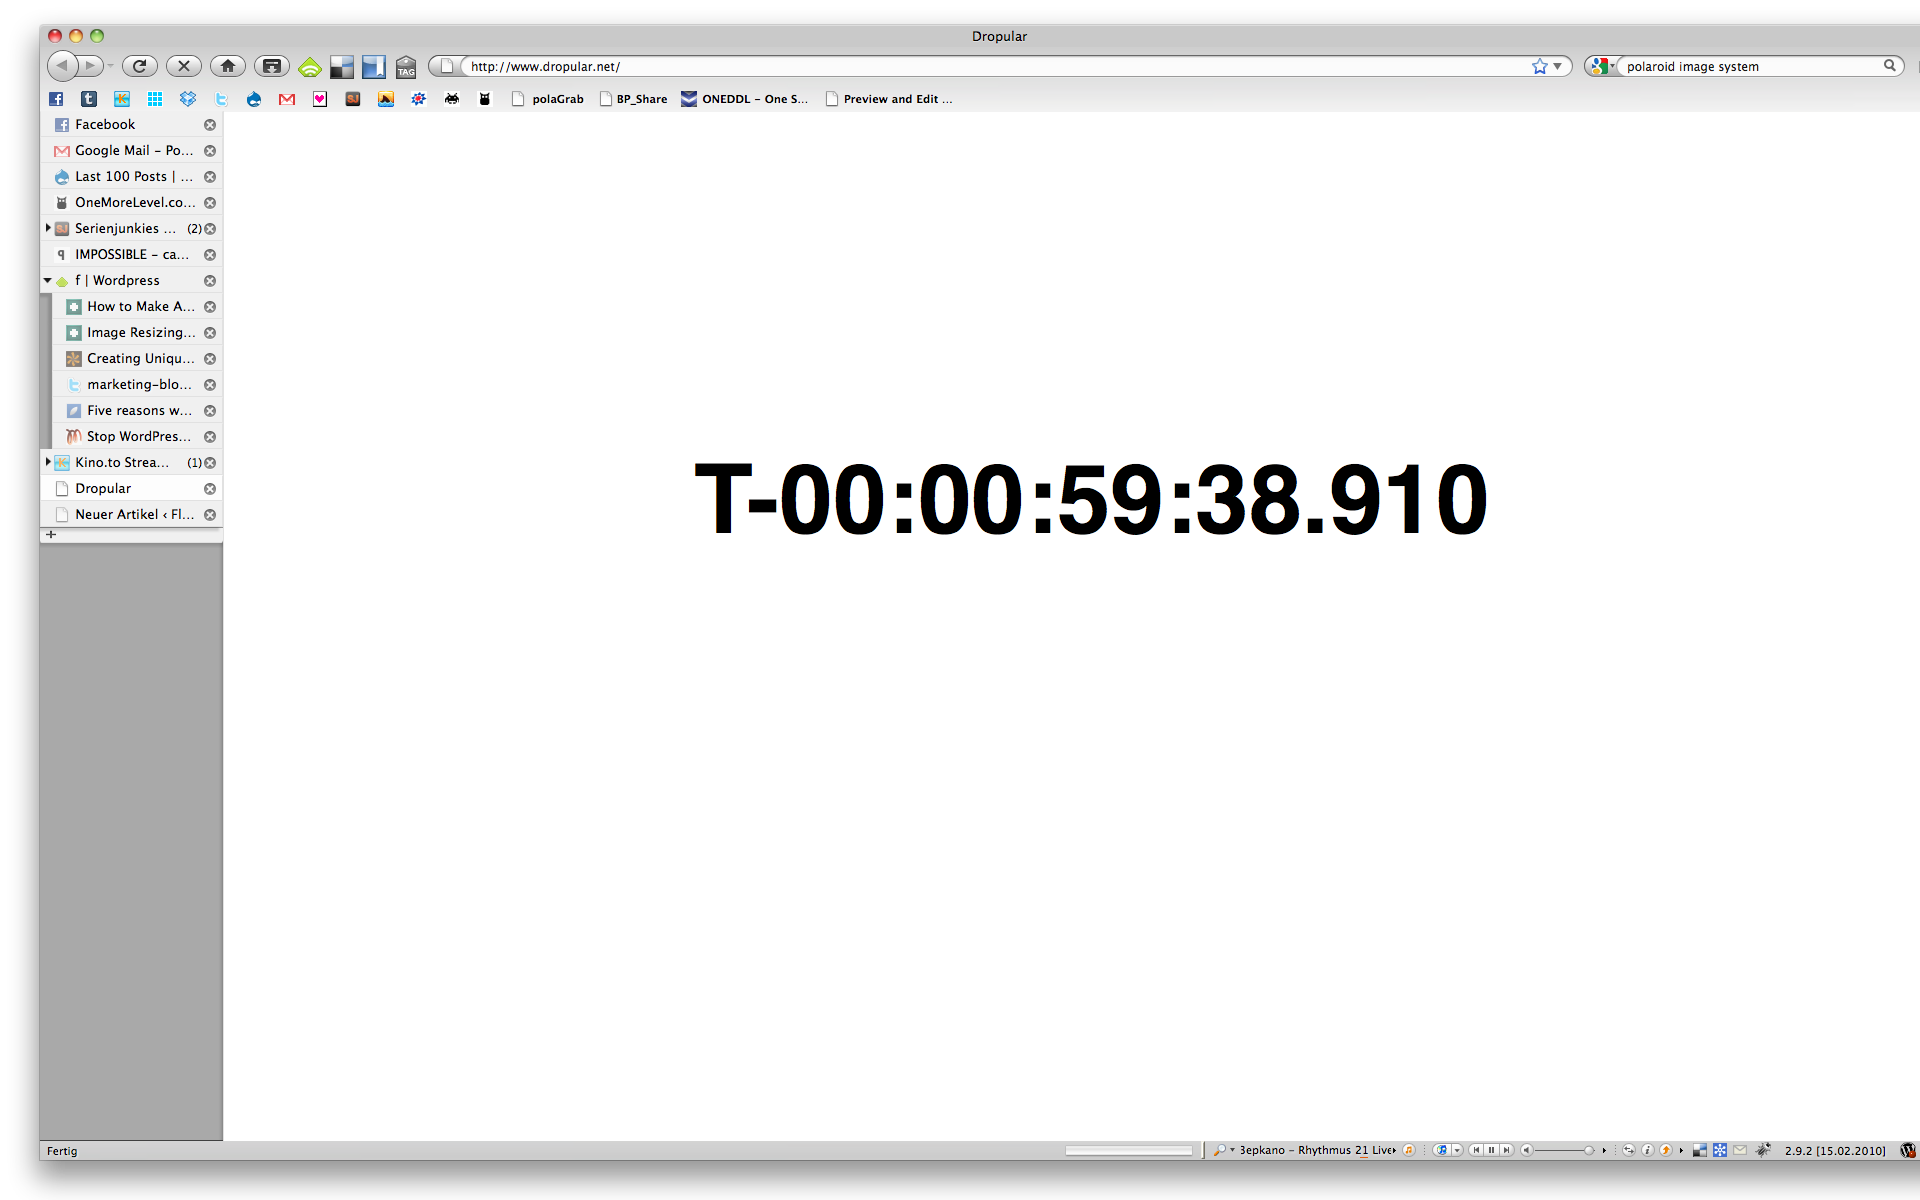 Dropular
TAG
http://www.dropular.net/
polaroid image system
polaGrab
BP_Share
ONEDDL - One S...
Preview and Edit ...
Facebook
Google Mail - Po...
Last 100 Posts | ...
OneMoreLevel.co...
Serienjunkies ... (2)
IMPOSSIBLE - ca...
f | Wordpress
How to Make A...
Image Resizing...
Creating Uniqu...
marketing-blo...
Five reasons w...
Stop WordPres...
Kino.to Strea... (1)
Dropular
Neuer Artikel ‹ Fl...
T-00:00:59:38.910
Fertig
3epkano - Rhythmus 21 Live
2.9.2 [15.02.2010]